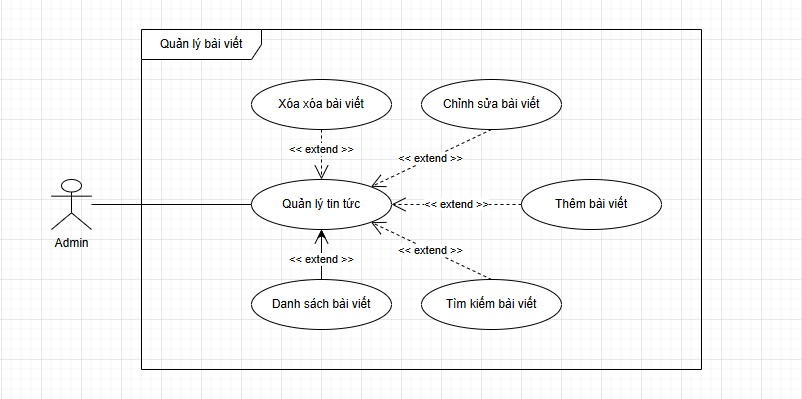 Quản lý bài viết
Xóa xóa bài viết
Chỉnh sửa bài viết
<< extend >>
<< extend >>
Quản lý tin tức
<< extend >>
Thêm bài viết
Admin
<< extend >>
<< extend >>
Danh sách bài viết
Tìm kiếm bài viết